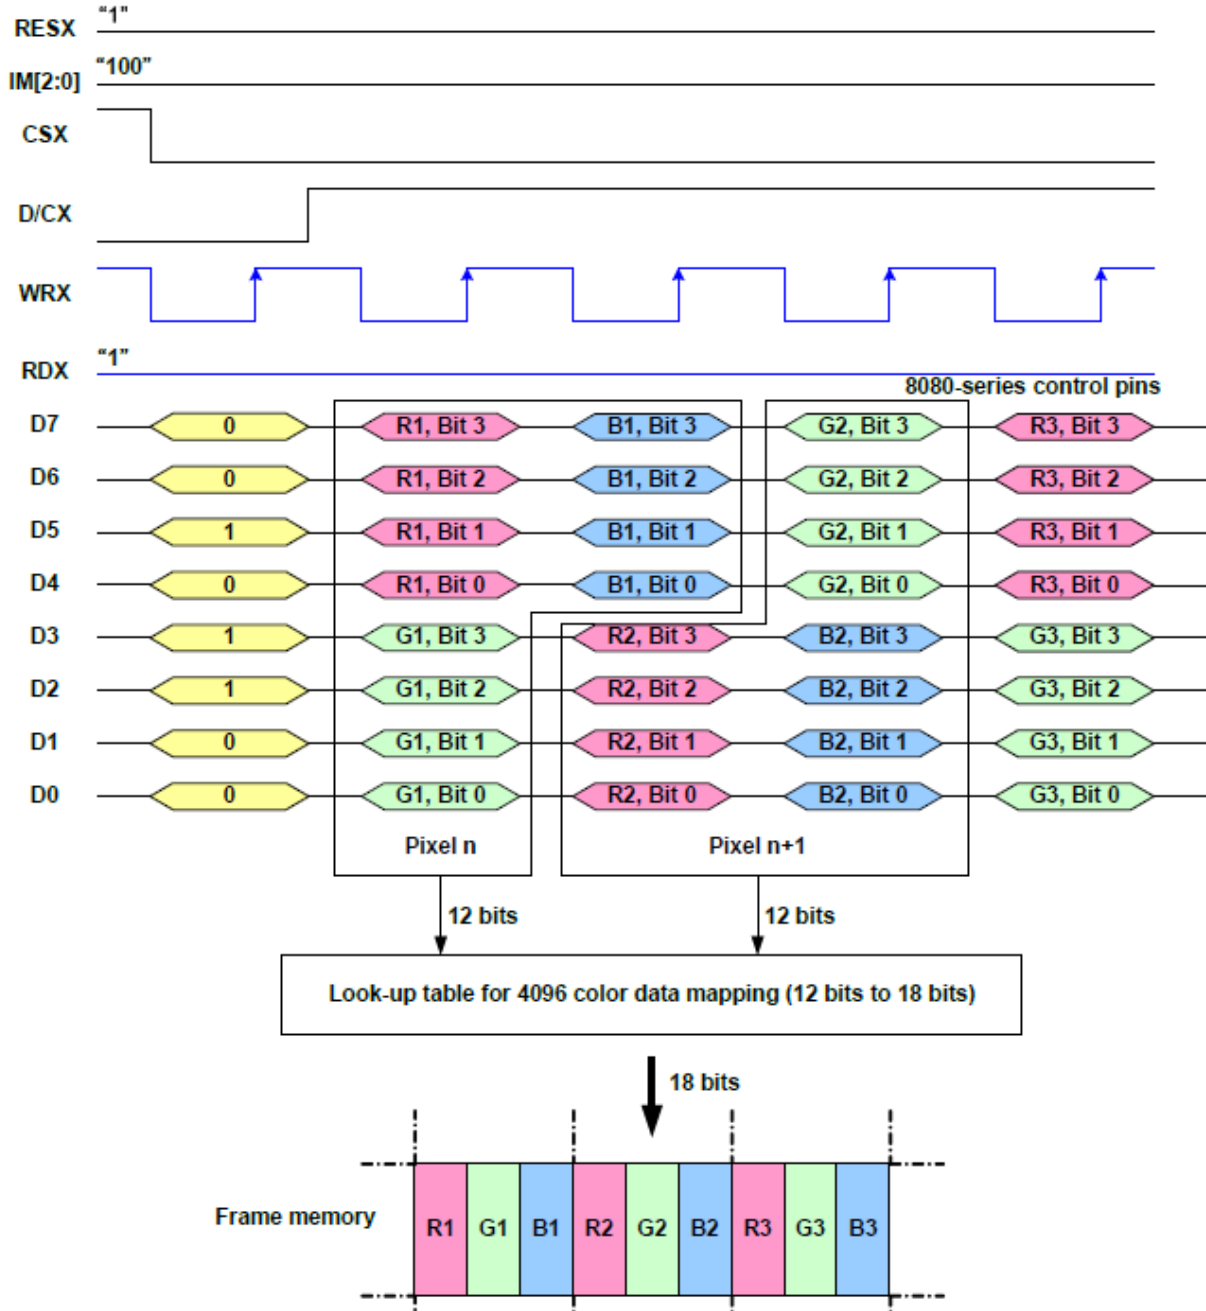 RESX “1”
IM[2:0] “100”
CSX
D/CX
WRX
RDX “1”
8080-series control pins
D7 0 R1, Bit 3 B1, Bit 3 G2, Bit 3 R3, Bit 3
D6 0 R1, Bit 2 B1, Bit 2 G2, Bit 2 R3, Bit 2
D5 1 R1, Bit 1 B1, Bit 1 G2, Bit 1 R3, Bit 1
D4 0 R1, Bit 0 B1, Bit 0 G2, Bit 0 R3, Bit 0
D3 1 G1, Bit 3 R2, Bit 3 B2, Bit 3 G3, Bit 3
D2 1 G1, Bit 2 R2, Bit 2 B2, Bit 2 G3, Bit 2
D1 0 G1, Bit 1 R2, Bit 1 B2, Bit 1 G3, Bit 1
D0 0 G1, Bit 0 R2, Bit 0 B2, Bit 0 G3, Bit 0
Pixel n Pixel n+1
12 bits 12 bits
Look-up table for 4096 color data mapping (12 bits to 18 bits)
18 bits
Frame memory R1 G1 B1 R2 G2 B2 R3 G3 B3